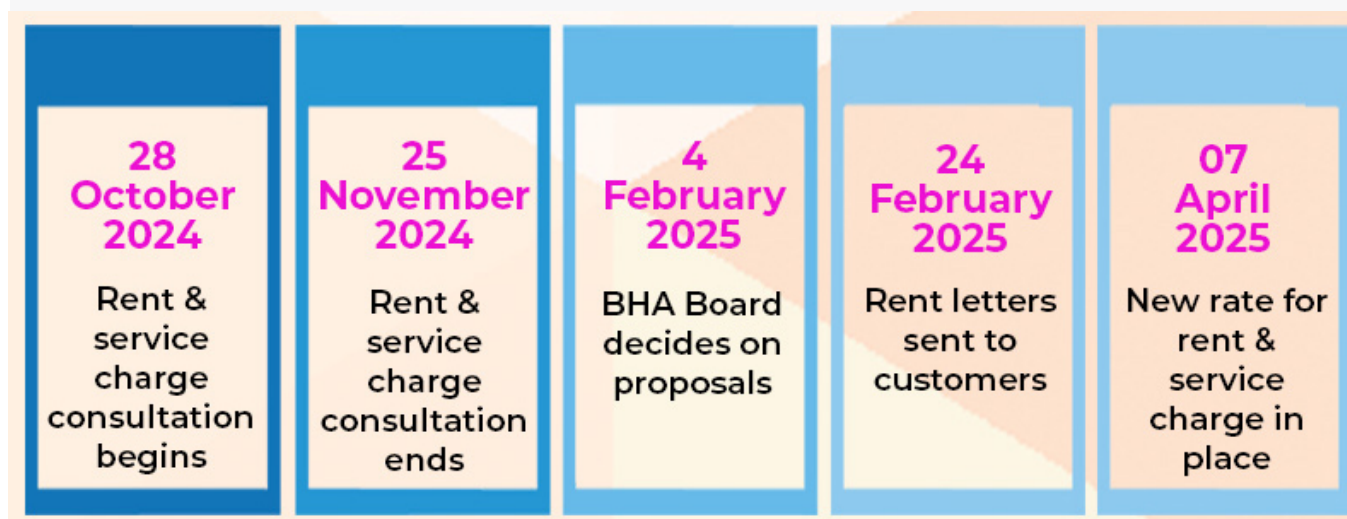 28
October
2024
Rent &
service
charge
consultation
begins
25
November
2024
Rent &
service
charge
consultation
ends
4
February
2025
BHA Board
decides on
proposals
24
February
2025
Rent letters
sent to
customers
07
April
2025
New rate for
rent &
service
charge in
place